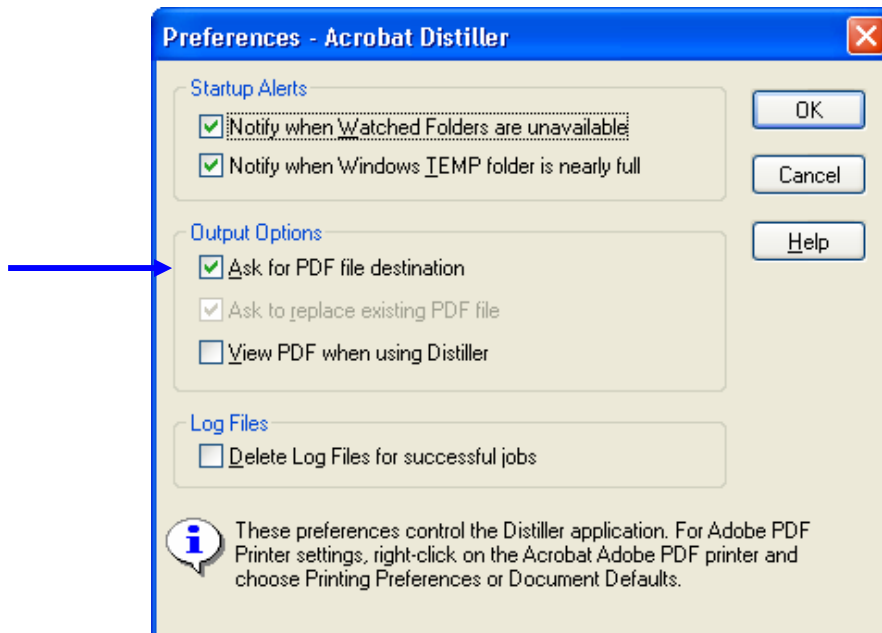 Preferences - Acrobat Distiller
Startup Alerts
Notify when Watched Folders are unavailable
Notify when Windows TEMP folder is nearly full
OK
Cancel
Help
Output Options
Ask for PDF file destination
Ask to replace existing PDF file
View PDF when using Distiller
Log Files
Delete Log Files for successful jobs
These preferences control the Distiller application. For Adobe PDF
Printer settings, right-click on the Acrobat Adobe PDF printer and
choose Printing Preferences or Document Defaults.